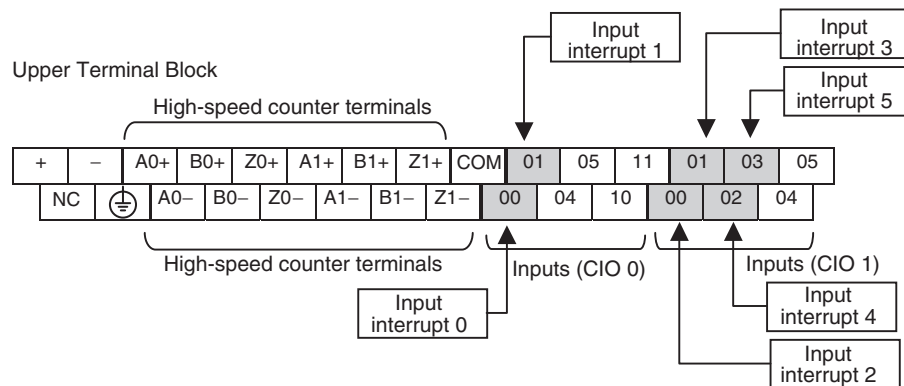 Input
interrupt 1
Input
interrupt 3
Upper Terminal Block
Input
interrupt 5
High-speed counter terminals
+ − A0+ B0+ Z0+ A1+ B1+ Z1+ COM 01 05 11 01 03 05
NC A0− B0− Z0− A1− B1− Z1− 00 04 10 00 02 04
High-speed counter terminals
Inputs (CIO 0)
Inputs (CIO 1)
Input
interrupt 0
Input
interrupt 4
Input
interrupt 2